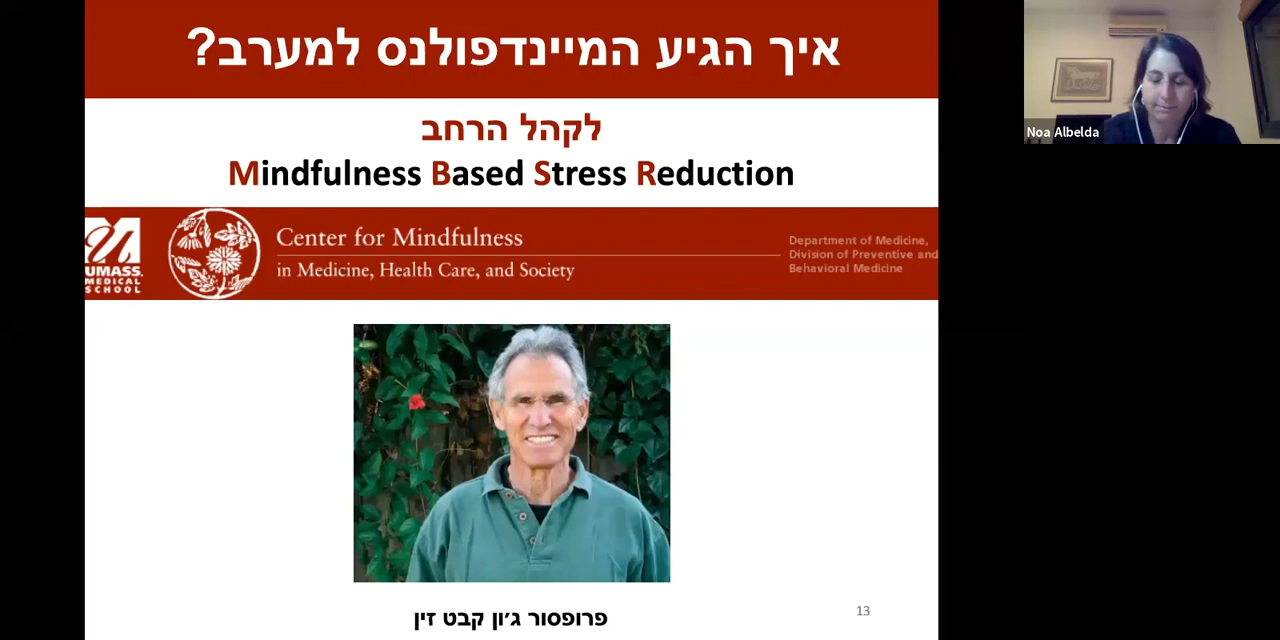 איך הגיע המיינדפולנס למערב?
לקהל הרחב
Mindfulness Based Stress Reduction
UMASS.
MEDICAL
SCHOOL
Center for Mindfulness
in Medicine, Health Care, and Society
Department of Medicine,
Division of Preventive and
Behavioral Medicine
פרופסור ג׳ון קבט זין
13
Noa Albelda